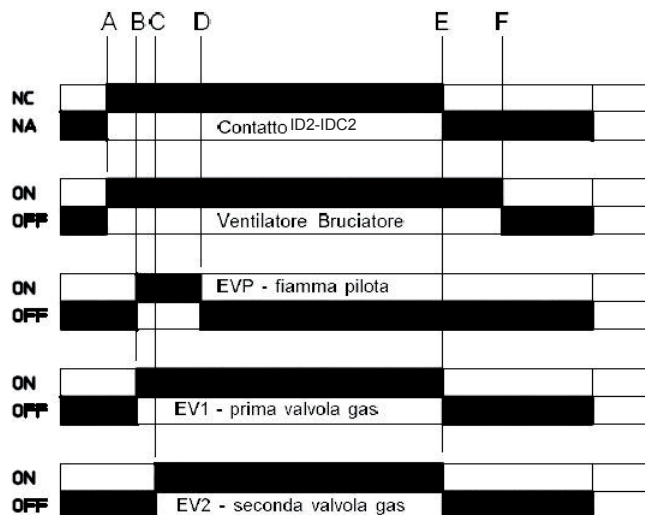 A B C D E F
NC
NA Contatto ID2-IDC2
ON
OFF Ventilatore Bruciatore
ON EVP - fiamma pilota
OFF
ON
OFF EV1 - prima valvola gas
ON
OFF EV2 - seconda valvola gas